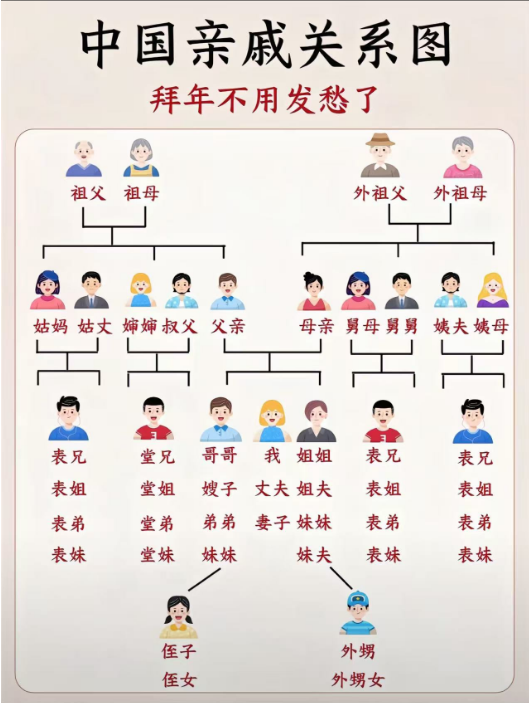 中国亲戚关系图
拜年不用发愁了
祖父 祖母 外祖父 外祖母
姑妈 姑丈 婶婶 叔父 父亲 母亲 舅母 舅舅 姨夫 姨母
表兄 堂兄 哥哥 我 姐姐 表兄 表兄
表姐 堂姐 嫂子 丈夫 姐夫 表姐 表姐
表弟 堂弟 弟弟 妻子 妹妹 表弟 表弟
表妹 堂妹 妹妹 妹夫 表妹 表妹
侄子 外甥
侄女 外甥女